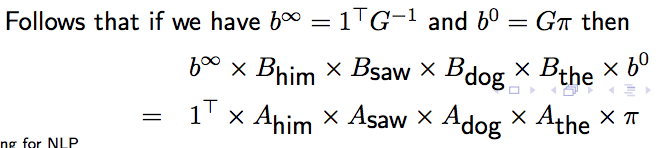 Follows that if we have b^∞ = 1^⊤ G^{-1} and b^0 = Gπ then
b^∞ × B_him × B_saw × B_dog × B_the × b^0
= 1^⊤ × A_him × A_saw × A_dog × A_the × π
ng for NLP